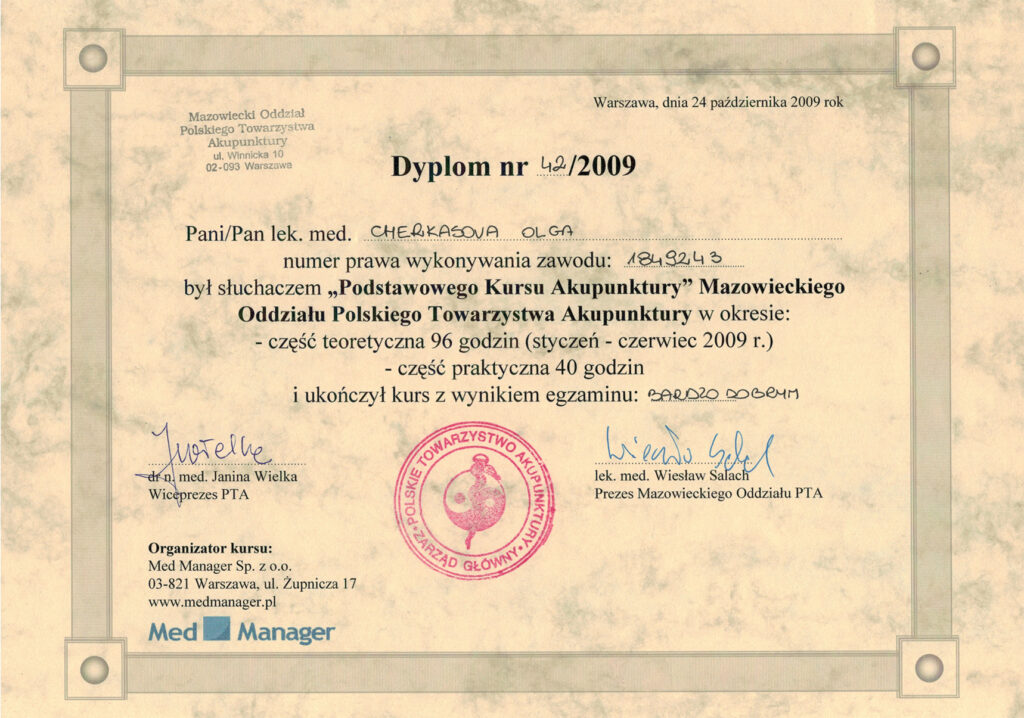 Warszawa, dnia 24 października 2009 rok
Mazowiecki Oddział
Polskiego Towarzystwa
Akupunktury
ul. Winnicka 10
02-093 Warszawa
Dyplom nr 42/2009
Pani/Pan lek. med. CHERKASOVA OLGA
numer prawa wykonywania zawodu: 1849243
był słuchaczem „Podstawowego Kursu Akupunktury” Mazowieckiego
Oddziału Polskiego Towarzystwa Akupunktury w okresie:
- część teoretyczna 96 godzin (styczeń - czerwiec 2009 r.)
- część praktyczna 40 godzin
i ukończył kurs z wynikiem egzaminu: BARDZO DOBRYM
JWielka
dr n. med. Janina Wielka
Wiceprezes PTA
POLSKIE TOWARZYSTWO AKUPUNKTURY
ZARZĄD GŁÓWNY
Wiesław Salach
lek. med. Wiesław Salach
Prezes Mazowieckiego Oddziału PTA
Organizator kursu:
Med Manager Sp. z o.o.
03-821 Warszawa, ul. Żupnicza 17
www.medmanager.pl
Med Manager